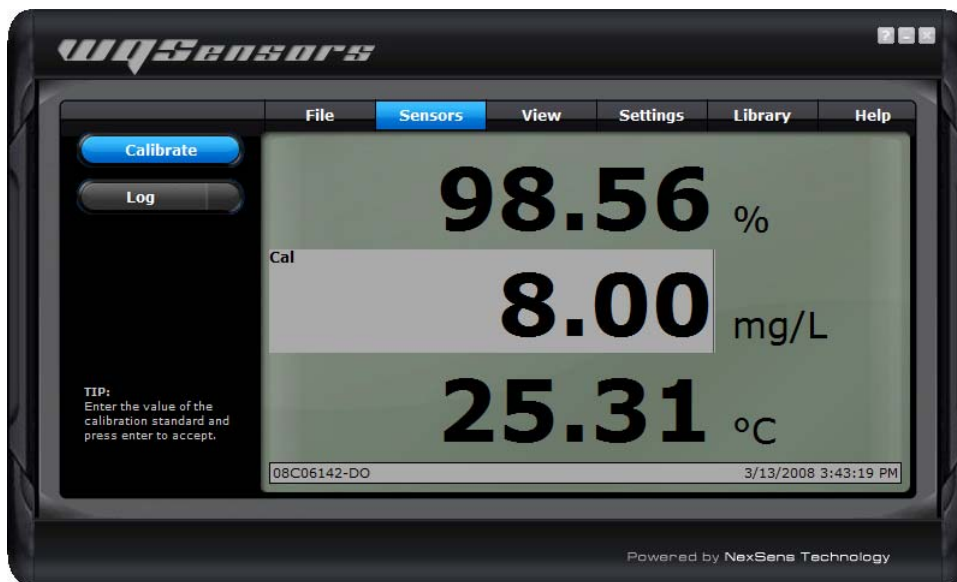 WQSensors
? - ×
File Sensors View Settings Library Help
Calibrate
Log
98.56 %
Cal
8.00 mg/L
25.31 °C
TIP:
Enter the value of the
calibration standard and
press enter to accept.
08C06142-DO 3/13/2008 3:43:19 PM
Powered by NexSens Technology